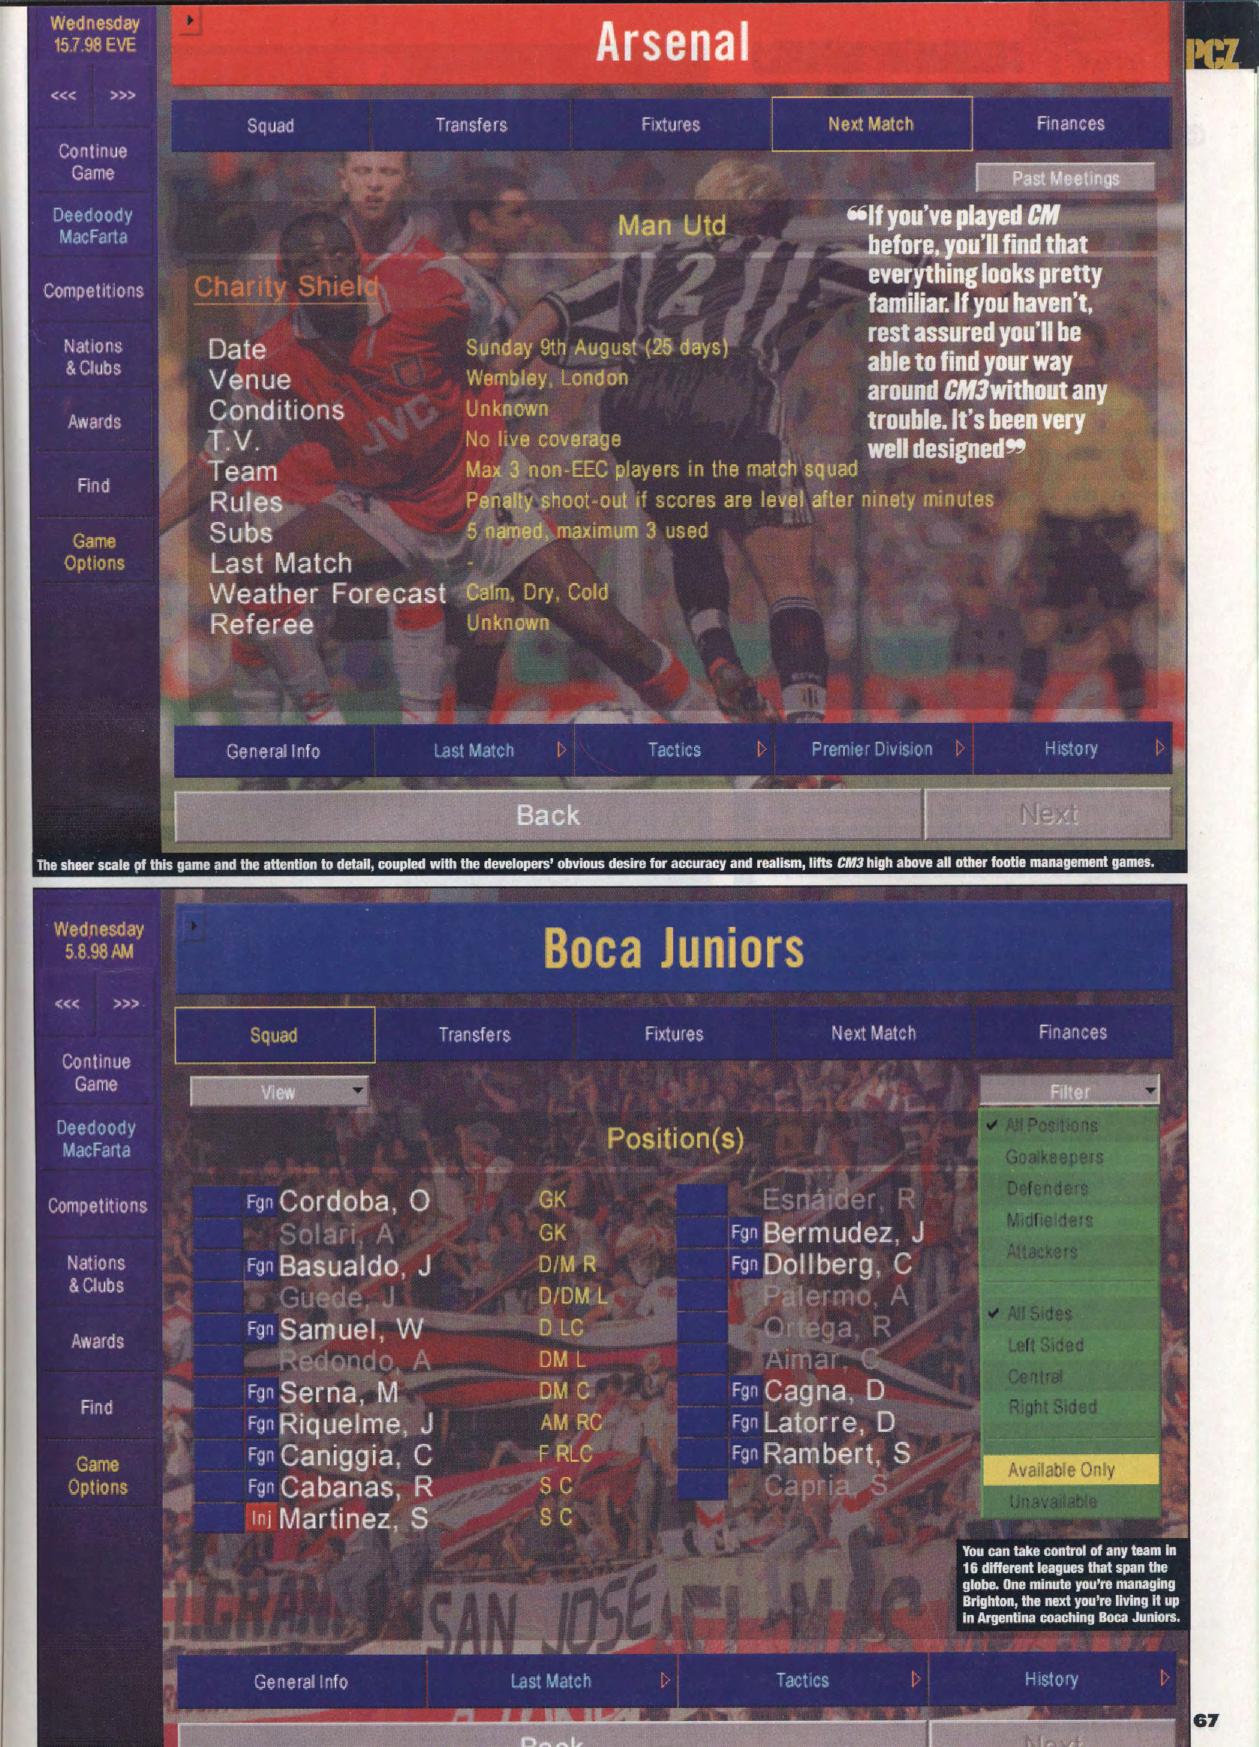 Wednesday
15.7.98 EVE
<<< >>>
Continue
Game
Deedoody
MacFarta
Competitions
Nations
& Clubs
Awards
Find
Game
Options
Arsenal
PCZ
Squad Transfers Fixtures Next Match Finances
Past Meetings
Man Utd
Charity Shield
Date Sunday 9th August (25 days)
Venue Wembley, London
Conditions Unknown
T.V. No live coverage
Team Max 3 non-EEC players in the match squad
Rules Penalty shoot-out if scores are level after ninety minutes
Subs 5 named, maximum 3 used
Last Match -
Weather Forecast Calm, Dry, Cold
Referee Unknown
“If you've played CM
before, you'll find that
everything looks pretty
familiar. If you haven't,
rest assured you'll be
able to find your way
around CM3 without any
trouble. It's been very
well designed”
2
JVC
General Info Last Match Tactics Premier Division History
Back Next
The sheer scale of this game and the attention to detail, coupled with the developers' obvious desire for accuracy and realism, lifts CM3 high above all other footie management games.
Wednesday
5.8.98 AM
<<< >>>
Continue
Game
Deedoody
MacFarta
Competitions
Nations
& Clubs
Awards
Find
Game
Options
Boca Juniors
Squad Transfers Fixtures Next Match Finances
View Filter
Position(s)
Fgn Cordoba, O GK
Solari, A GK
Fgn Basualdo, J D/M R
Guede, J D/DM L
Fgn Samuel, W D LC
Redondo, A DM L
Fgn Serna, M DM C
Fgn Riquelme, J AM RC
Fgn Caniggia, C F RLC
Fgn Cabanas, R S C
Inj Martinez, S S C
Esnáider, R
Fgn Bermudez, J
Fgn Dollberg, C
Palermo, A
Ortega, R
Aimar, C
Fgn Cagna, D
Fgn Latorre, D
Fgn Rambert, S
Capria, S
All Positions
Goalkeepers
Defenders
Midfielders
Attackers
All Sides
Left Sided
Central
Right Sided
Available Only
Unavailable
SAN JOSE
You can take control of any team in
16 different leagues that span the
globe. One minute you're managing
Brighton, the next you're living it up
in Argentina coaching Boca Juniors.
General Info Last Match Tactics History
Back Next
67